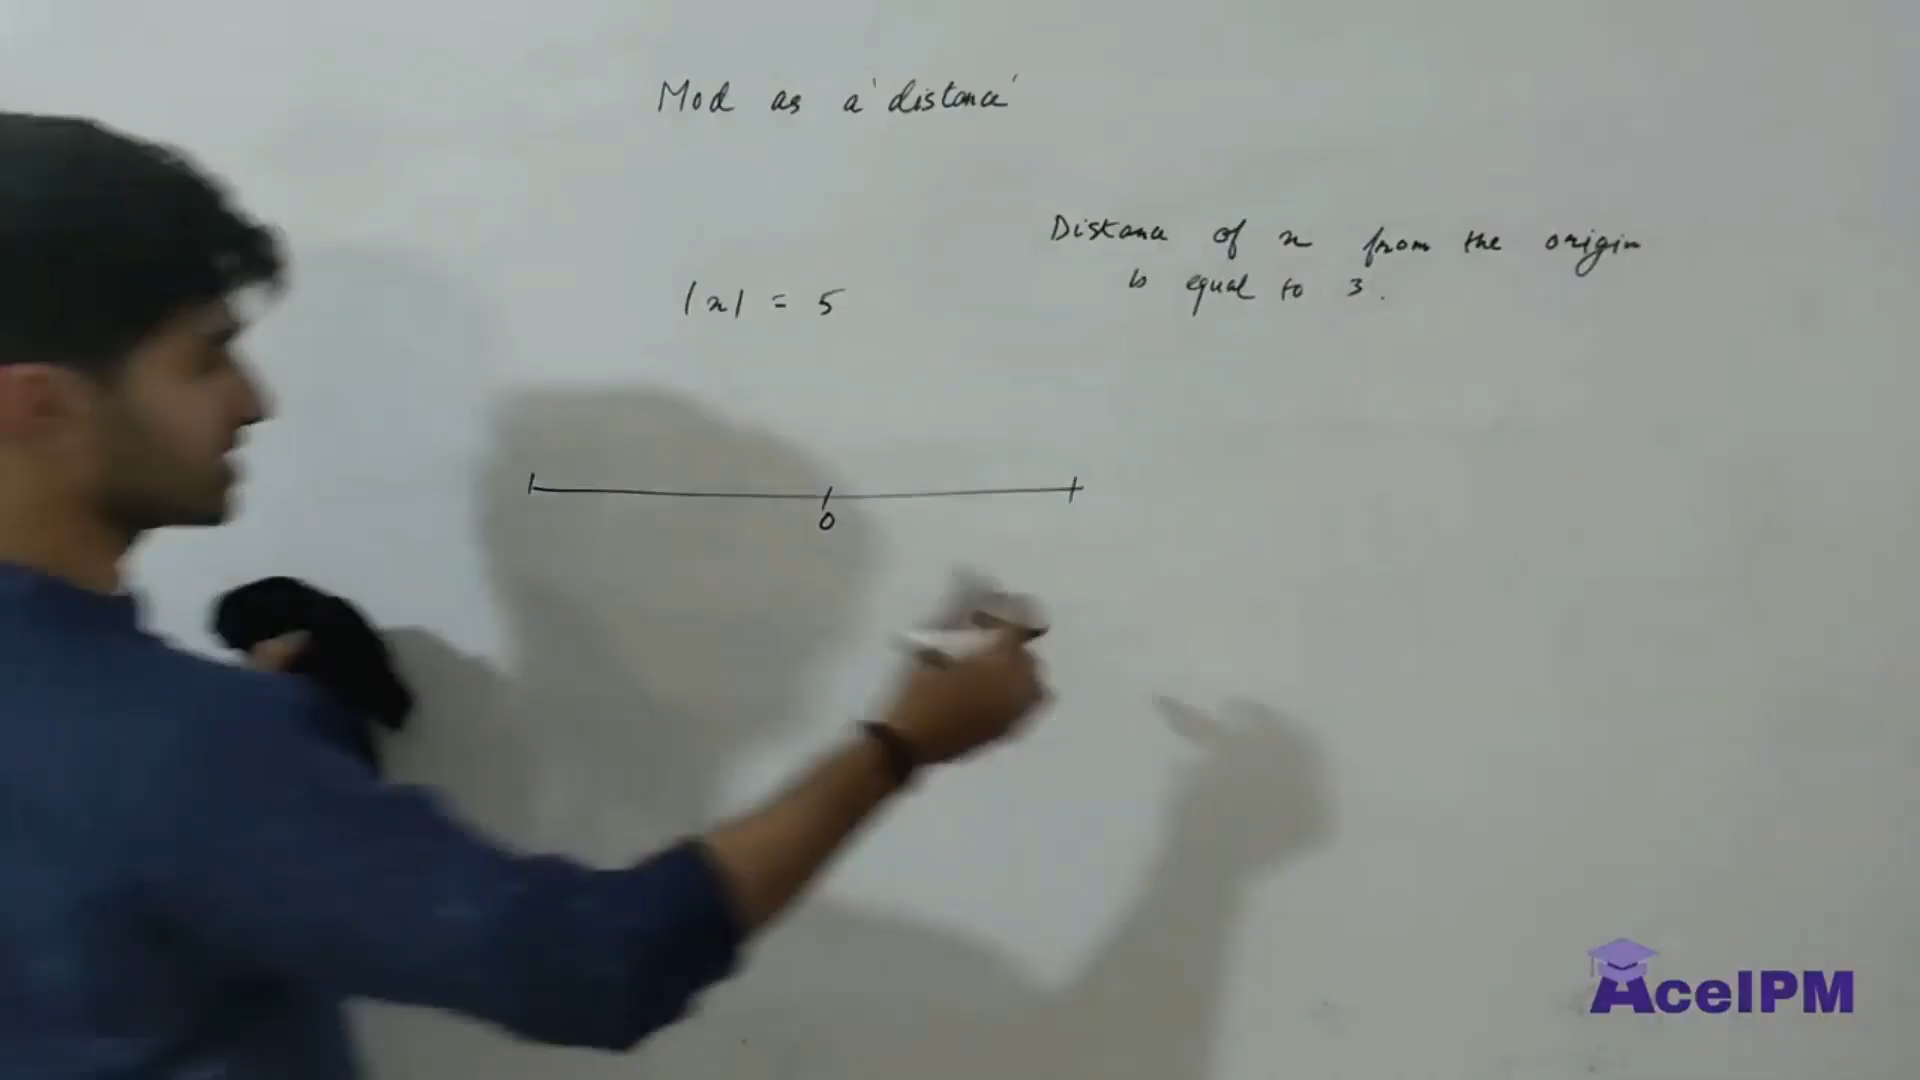 Mod as a 'distance'
Distance of x from the origin
is equal to 3.
|x| = 5
0
AceIPM